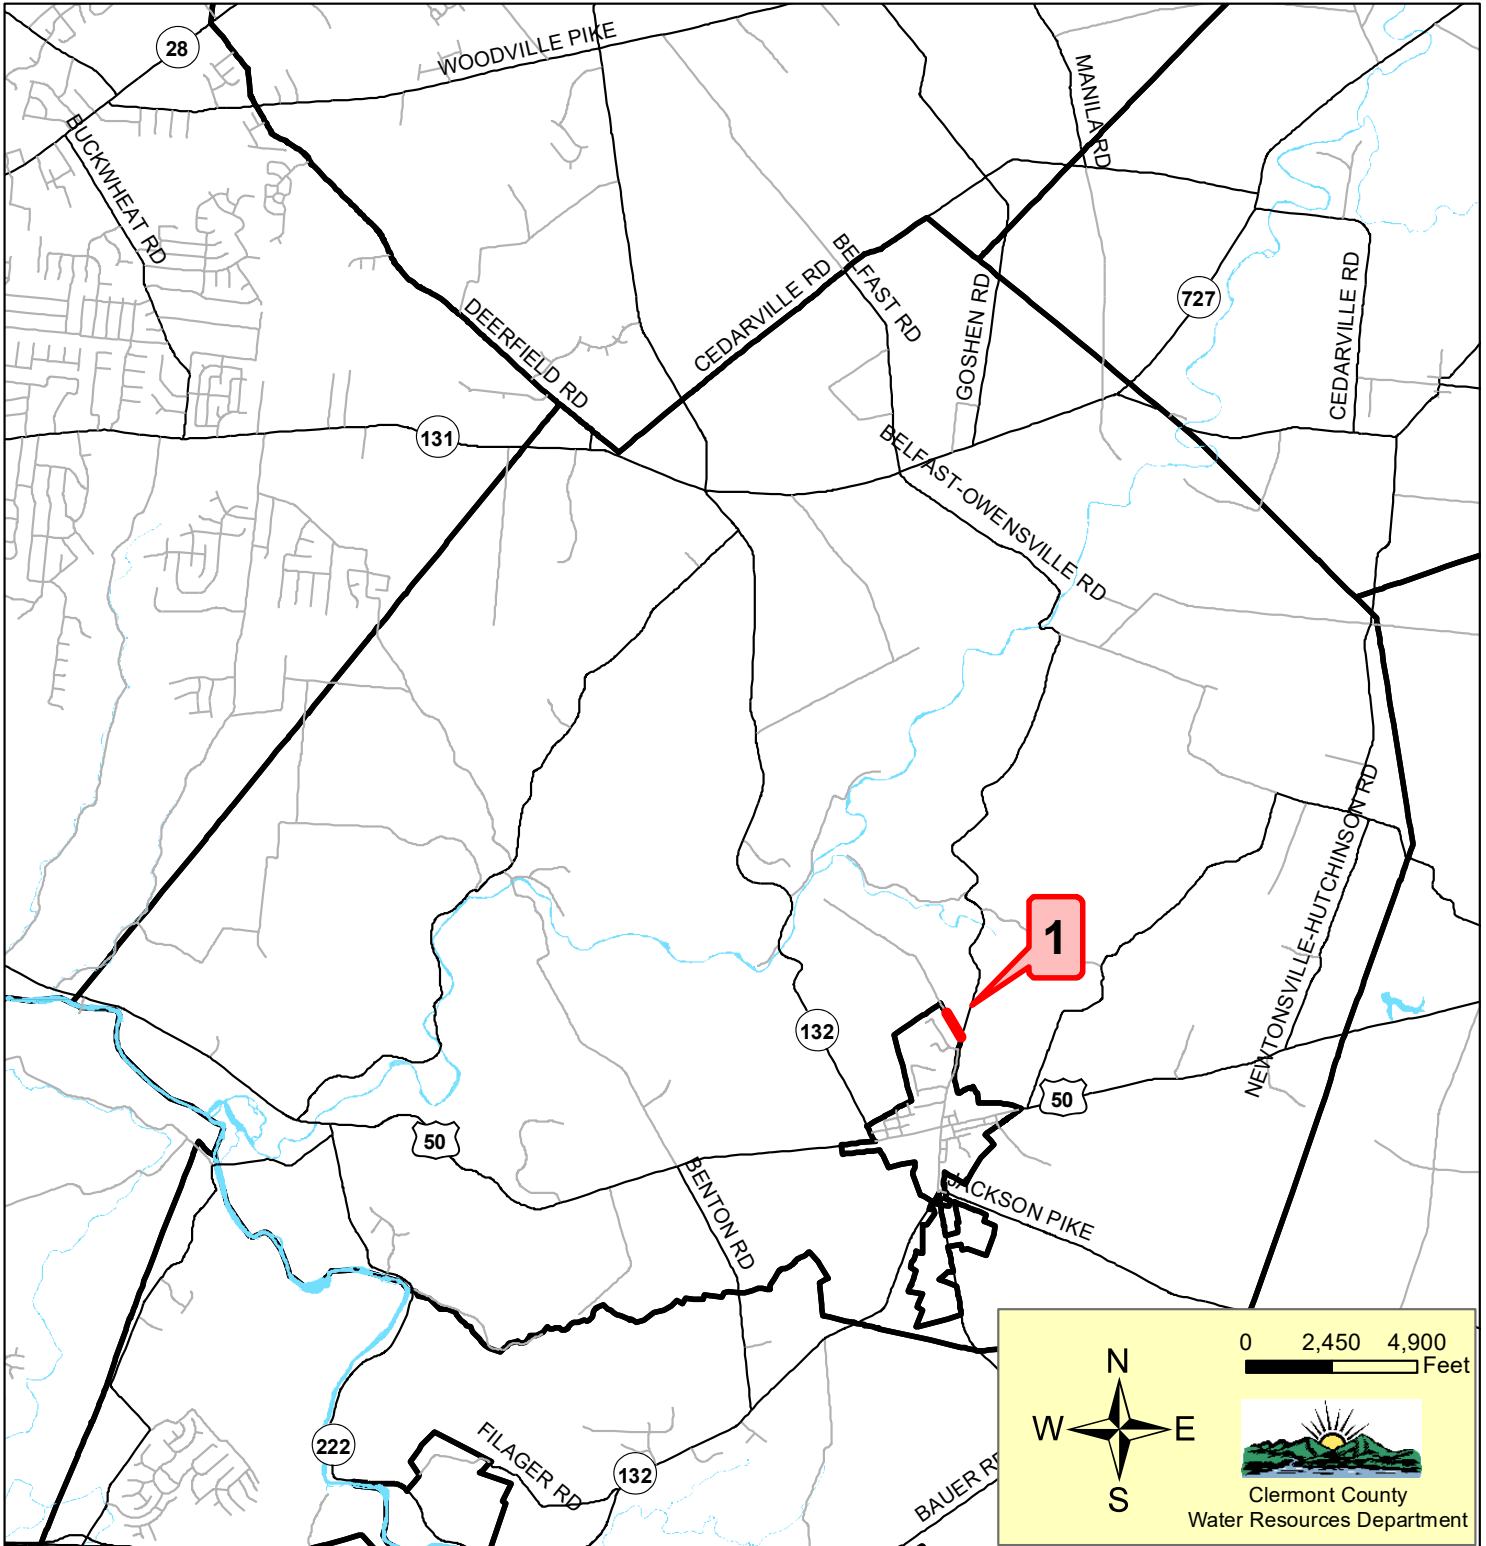 28
WOODVILLE PIKE
MANILA RD
BUCKWHEAT RD
BELFAST RD
CEDARVILLE RD
GOSHEN RD
727
CEDARVILLE RD
DEERFIELD RD
131
BELFAST-OWENSVILLE RD
NEWTONSVILLE-HUTCHINSON RD
1
132
50
50
BENTON RD
JACKSON PIKE
222
FILAGER RD
132
BAUER RD
0 2,450 4,900
Feet
N
W E
S
Clermont County
Water Resources Department